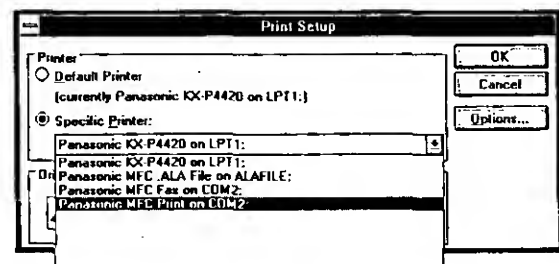 Print Setup
Printer
Default Printer
(currently Panasonic KX-P4420 on LPT1:)
Specific Printer:
Panasonic KX-P4420 on LPT1:
Panasonic KX-P4420 on LPT1:
Panasonic MFC .ALA File on ALAFILE:
Panasonic MFC Fax on COM2:
Panasonic MFC Print on COM2:
OK
Cancel
Options...